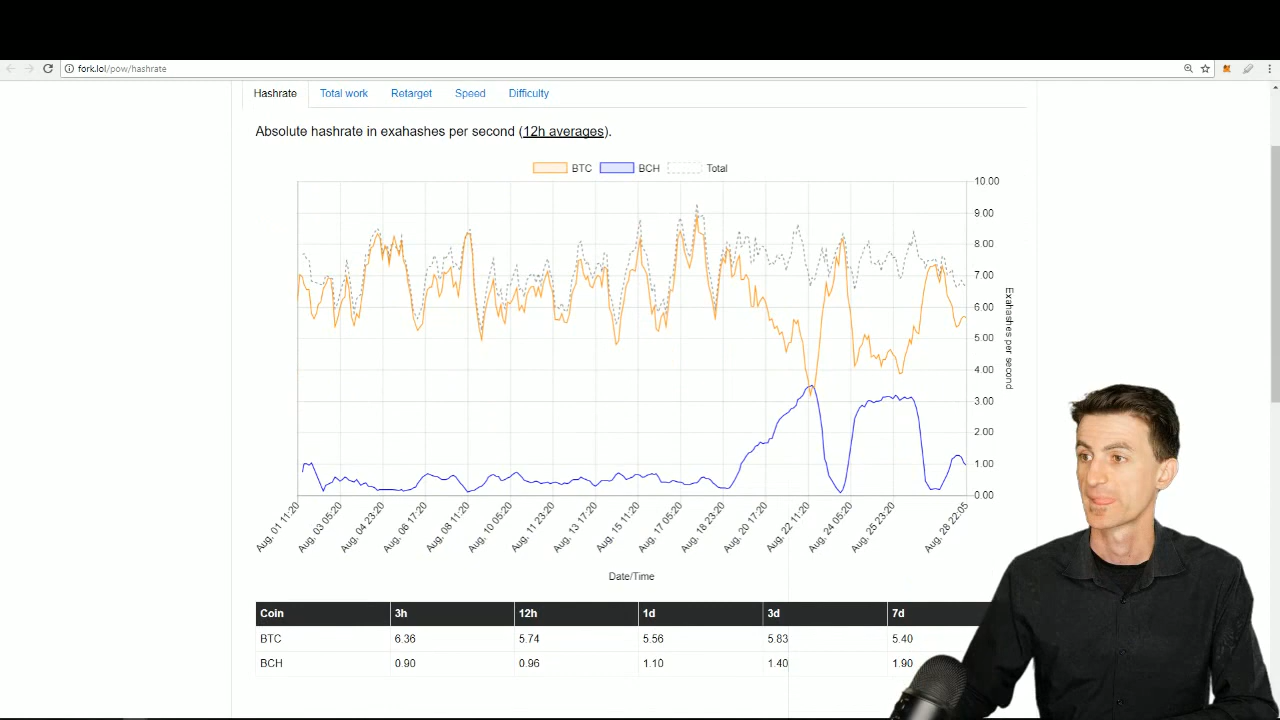 fork.lol/pow/hashrate
Hashrate Total work Retarget Speed Difficulty
Absolute hashrate in exahashes per second (12h averages).
BTC BCH Total
10.00
9.00
8.00
7.00
6.00
5.00
4.00
3.00
2.00
1.00
0.00
Exahashes per second
Aug. 01 11:20 Aug. 03 05:20 Aug. 04 23:20 Aug. 06 17:20 Aug. 08 11:20 Aug. 10 05:20 Aug. 11 23:20 Aug. 13 17:20 Aug. 15 11:20 Aug. 17 05:20 Aug. 18 23:20 Aug. 20 17:20 Aug. 22 11:20 Aug. 24 05:20 Aug. 25 23:20 Aug. 28 22:05
Date/Time
Coin 3h 12h 1d 3d 7d
BTC 6.36 5.74 5.56 5.83 5.40
BCH 0.90 0.96 1.10 1.40 1.90